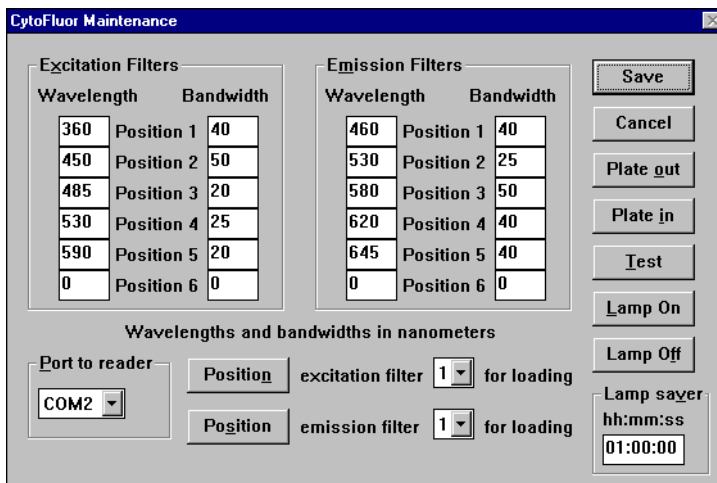 CytoFluor Maintenance
Excitation Filters
Wavelength Bandwidth
360 Position 1 40
450 Position 2 50
485 Position 3 20
530 Position 4 25
590 Position 5 20
0 Position 6 0
Emission Filters
Wavelength Bandwidth
460 Position 1 40
530 Position 2 25
580 Position 3 50
620 Position 4 40
645 Position 5 40
0 Position 6 0
Wavelengths and bandwidths in nanometers
Port to reader
COM2
Position excitation filter 1 for loading
Position emission filter 1 for loading
Save
Cancel
Plate out
Plate in
Test
Lamp On
Lamp Off
Lamp saver
hh:mm:ss
01:00:00